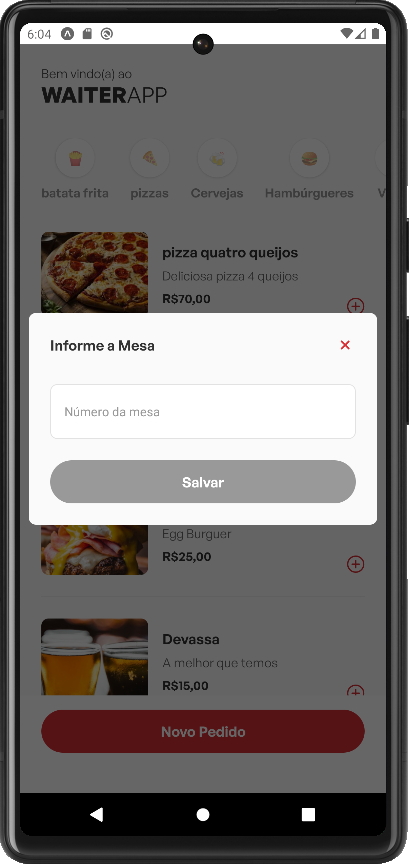 6:04
Bem vindo(a) ao
WAITERAPP
batata frita
pizzas
Cervejas
Hambúrgueres
V
pizza quatro queijos
Deliciosa pizza 4 queijos
R$70,00
Informe a Mesa
Número da mesa
Salvar
Egg Burguer
R$25,00
Devassa
A melhor que temos
R$15,00
Novo Pedido